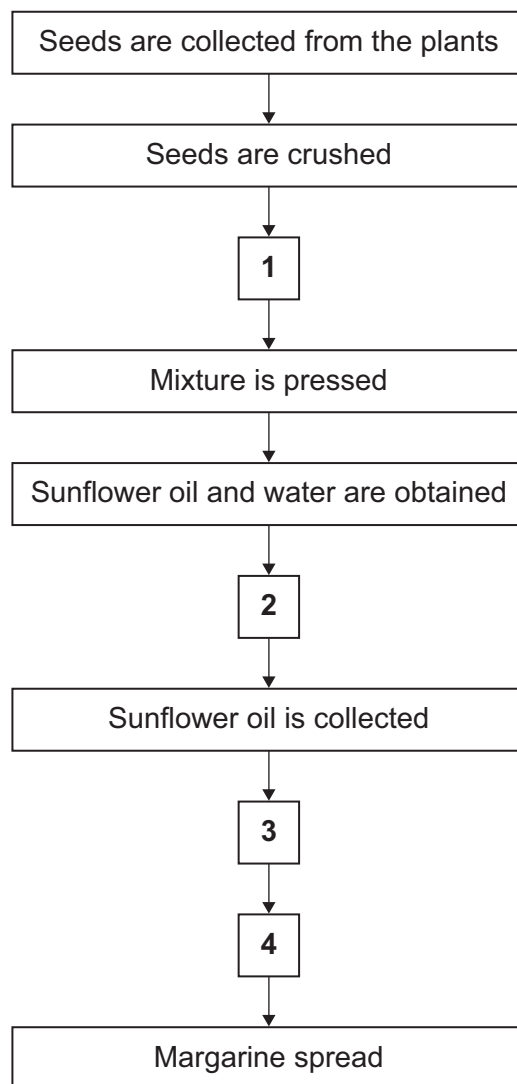 Seeds are collected from the plants
Seeds are crushed
1
Mixture is pressed
Sunflower oil and water are obtained
2
Sunflower oil is collected
3
4
Margarine spread